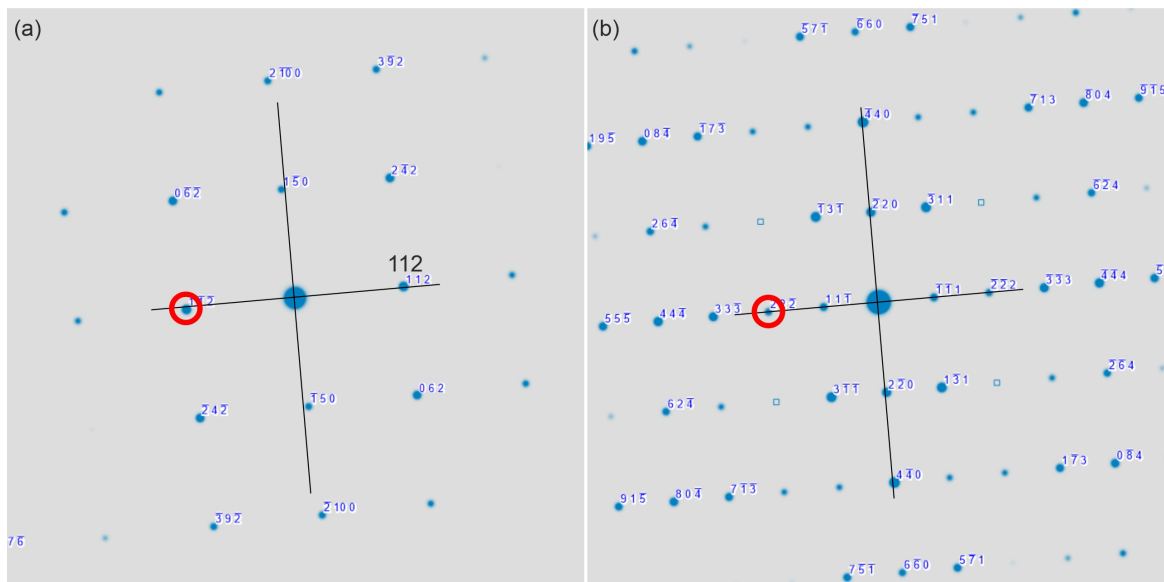 (a)
2 1̅0̅ 0
3 9̅ 2
0 6̅ 2̅
1 5̅ 0
2 4̅ 2
112
1 1 2
1̅ 1̅ 2̅
2̅ 4 2̅
1̅ 5 0
0 6 2
3̅ 9 2̅
2̅ 10 0
7 6̅
(b)
5̅ 7 1̅
6̅ 6 0
7̅ 5 1
1 9 5̅
0 8 4̅
1̅ 7 3̅
4̅ 4 0
7̅ 1 3
8̅ 0 4
9̅ 1̅ 5
2 6 4̅
1̅ 3 1̅
2̅ 2 0
3̅ 1 1
6̅ 2̅ 4
5 5 5̅
4 4 4̅
3 3 3̅
2 2 2̅
1 1 1̅
1̅ 1̅ 1
2̅ 2̅ 2
3̅ 3̅ 3
4̅ 4̅ 4
5̅
6 2 4̅
3 1̅ 1̅
2 2̅ 0
1 3̅ 1
2̅ 6̅ 4
9 1 5̅
8 0 4̅
7 1̅ 3̅
4 4̅ 0
1 7̅ 3
0 8̅ 4
7 5̅ 1̅
6 6̅ 0
5 7̅ 1